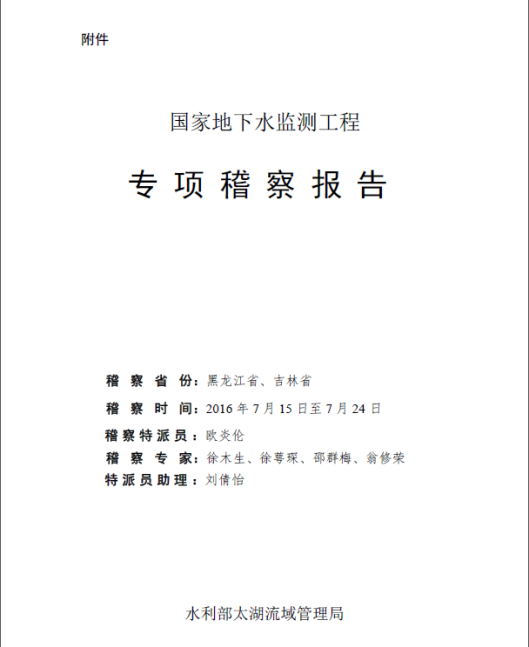 附件
国家地下水监测工程
专项稽察报告
稽察省份：黑龙江省、吉林省
稽察时间：2016年7月15日至7月24日
稽察特派员：欧炎伦
稽察专家：徐木生、徐萼琛、邵群梅、翁修荣
特派员助理：刘倩怡
水利部太湖流域管理局